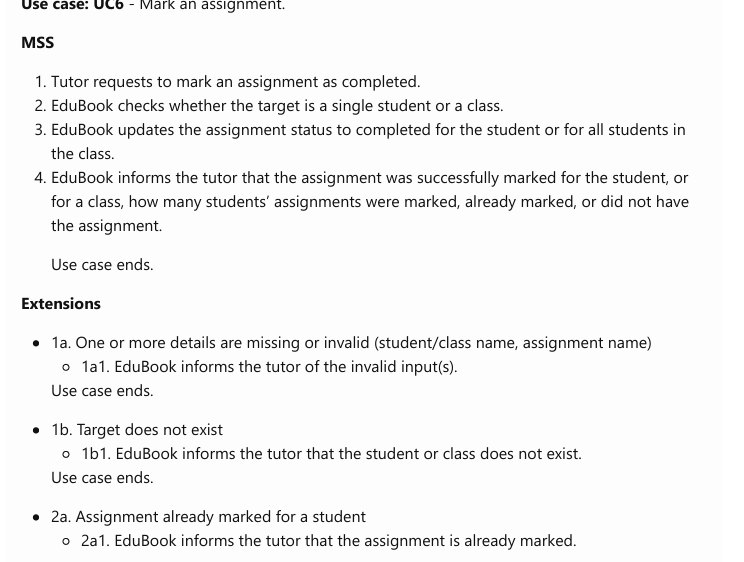 Use case: UC6 - Mark an assignment.
MSS
1. Tutor requests to mark an assignment as completed.
2. EduBook checks whether the target is a single student or a class.
3. EduBook updates the assignment status to completed for the student or for all students in
the class.
4. EduBook informs the tutor that the assignment was successfully marked for the student, or
for a class, how many students’ assignments were marked, already marked, or did not have
the assignment.
Use case ends.
Extensions
• 1a. One or more details are missing or invalid (student/class name, assignment name)
○ 1a1. EduBook informs the tutor of the invalid input(s).
Use case ends.
• 1b. Target does not exist
○ 1b1. EduBook informs the tutor that the student or class does not exist.
Use case ends.
• 2a. Assignment already marked for a student
○ 2a1. EduBook informs the tutor that the assignment is already marked.